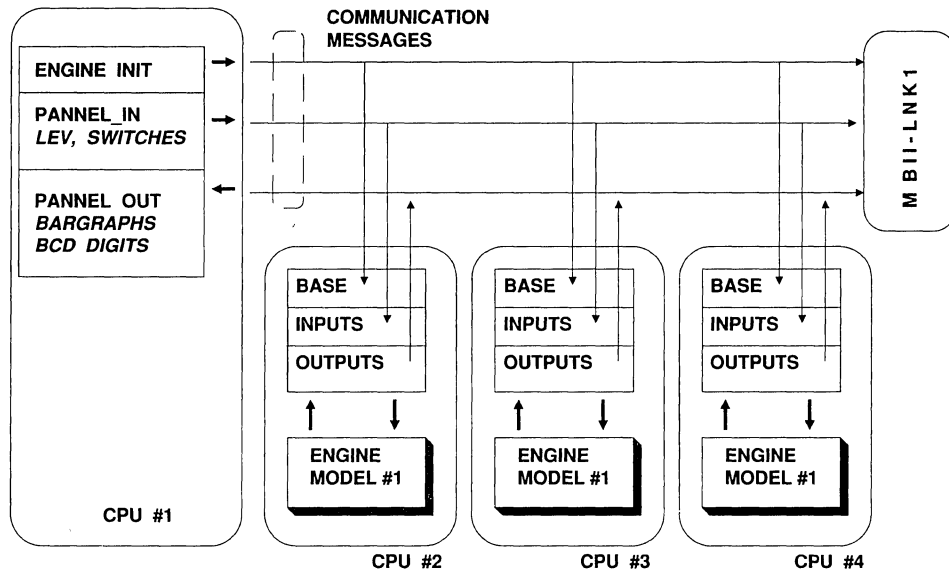 COMMUNICATION
MESSAGES
ENGINE INIT
PANNEL_IN
LEV, SWITCHES
PANNEL OUT
BARGRAPHS
BCD DIGITS
CPU #1
M BII-LNK1
BASE
INPUTS
OUTPUTS
ENGINE
MODEL #1
CPU #2
BASE
INPUTS
OUTPUTS
ENGINE
MODEL #1
CPU #3
BASE
INPUTS
OUTPUTS
ENGINE
MODEL #1
CPU #4